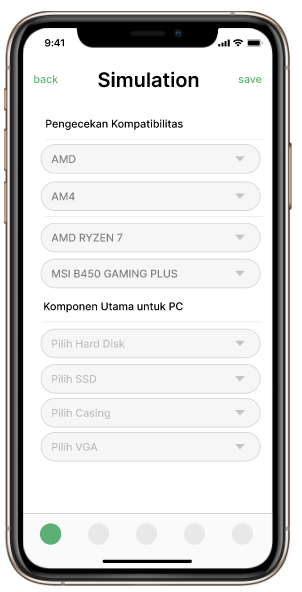 9:41
back Simulation save
Pengecekan Kompatibilitas
AMD
AM4
AMD RYZEN 7
MSI B450 GAMING PLUS
Komponen Utama untuk PC
Pilih Hard Disk
Pilih SSD
Pilih Casing
Pilih VGA